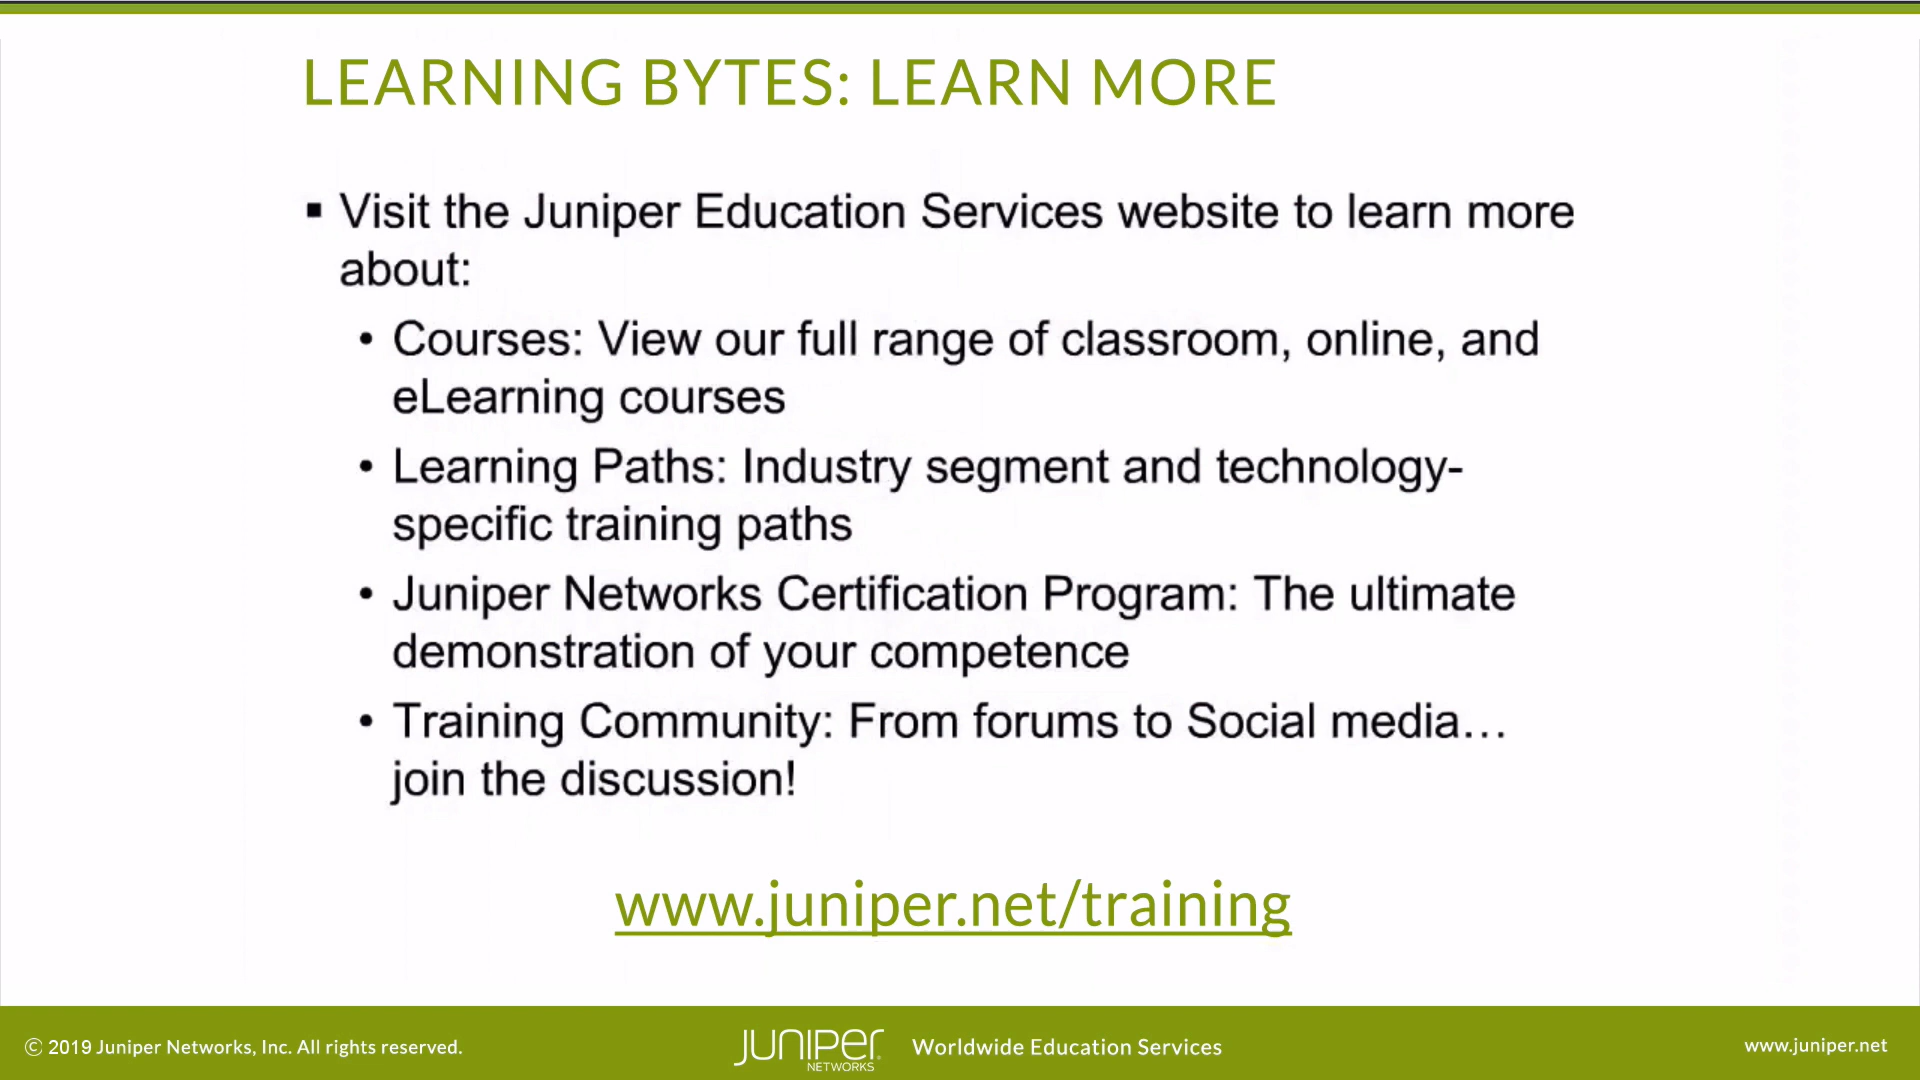 LEARNING BYTES: LEARN MORE
▪ Visit the Juniper Education Services website to learn more
about:
• Courses: View our full range of classroom, online, and
eLearning courses
• Learning Paths: Industry segment and technology-
specific training paths
• Juniper Networks Certification Program: The ultimate
demonstration of your competence
• Training Community: From forums to Social media…
join the discussion!
www.juniper.net/training
© 2019 Juniper Networks, Inc. All rights reserved.
JUNIPER
NETWORKS
Worldwide Education Services
www.juniper.net